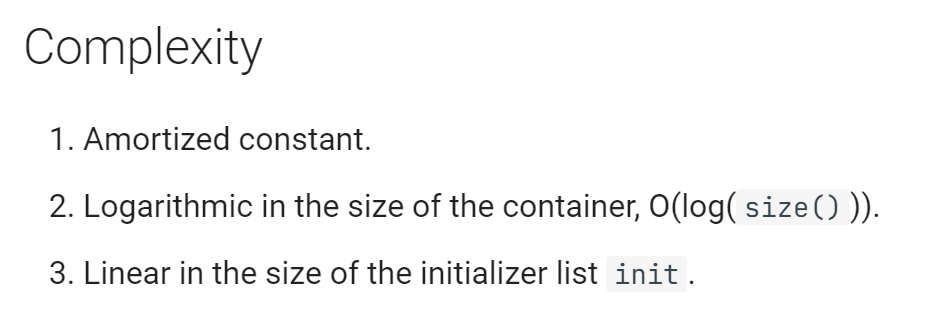 Complexity
1. Amortized constant.
2. Logarithmic in the size of the container, O(log( size() )).
3. Linear in the size of the initializer list init .